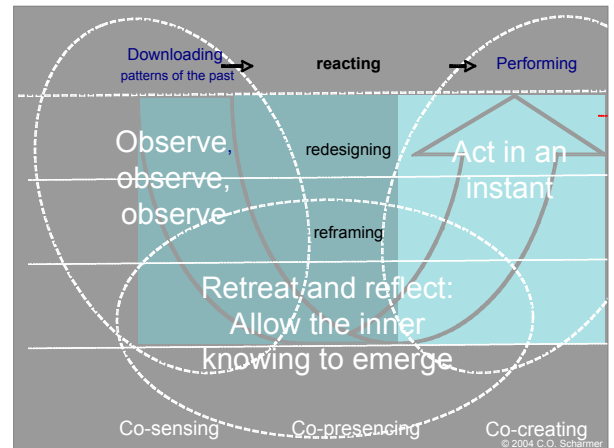 Downloading
patterns of the past
reacting
Performing
Observe,
observe,
observe
redesigning
Act in an
instant
reframing
Retreat and reflect:
Allow the inner
knowing to emerge
Co-sensing
Co-presencing
Co-creating
© 2004 C.O. Scharmer